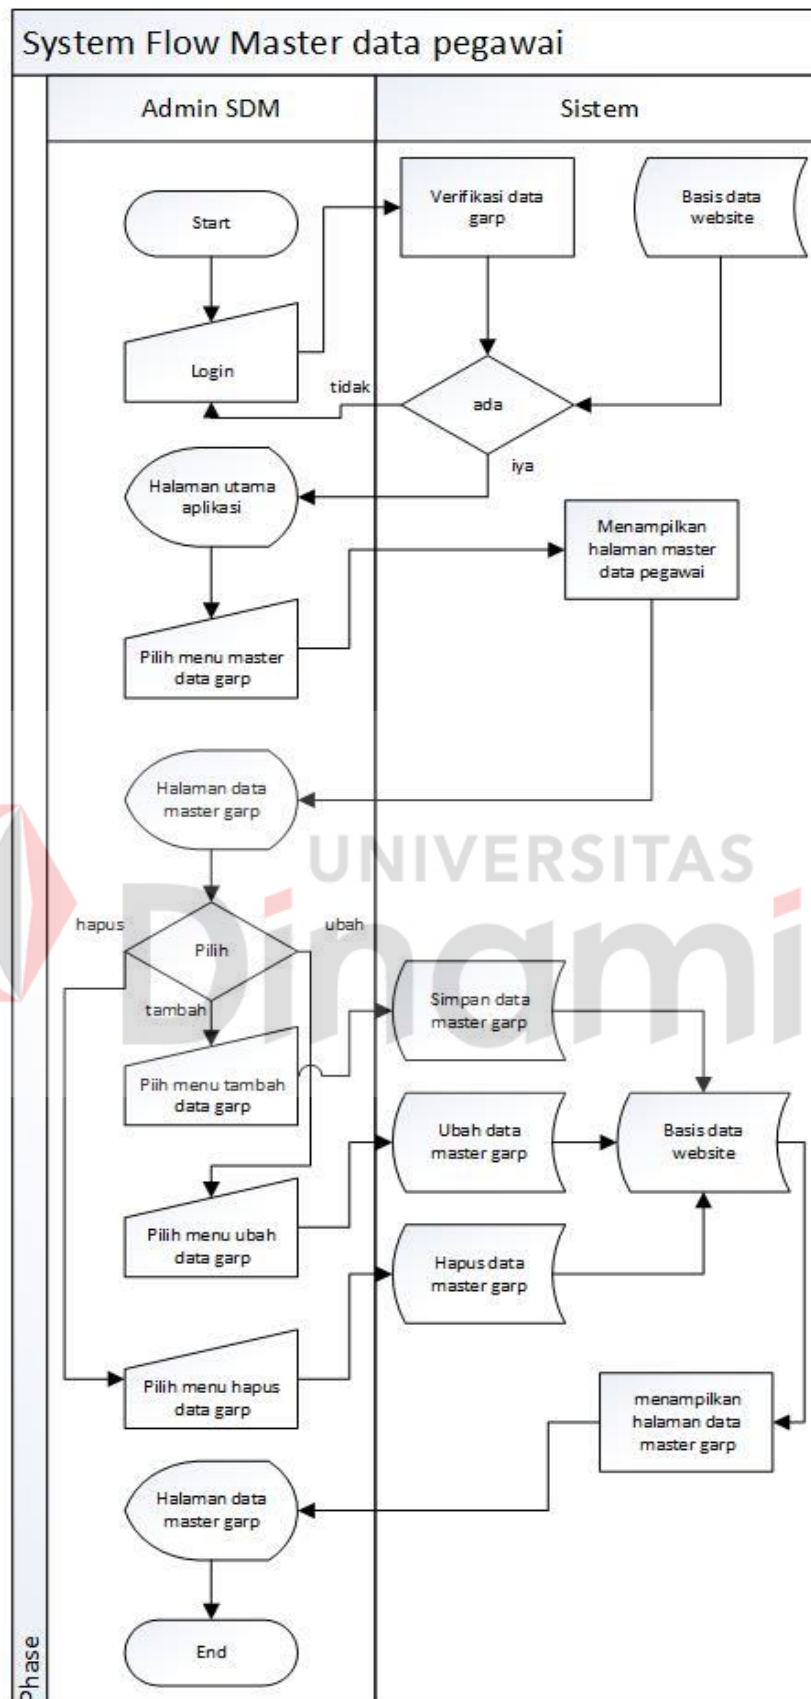 System Flow Master data pegawai
Admin SDM
Sistem
Start
Verifikasi data
garp
Basis data
website
Login
tidak
ada
iya
Halaman utama
aplikasi
Menampilkan
halaman master
data pegawai
Pilih menu master
data garp
Halaman data
master garp
UNIVERSITAS
Dinami
hapus
Pilih
ubah
tambah
Simpan data
master garp
Piih menu tambah
data garp
Ubah data
master garp
Basis data
website
Pilih menu ubah
data garp
Hapus data
master garp
Pilih menu hapus
data garp
menampilkan
halaman data
master garp
Halaman data
master garp
End
Phase